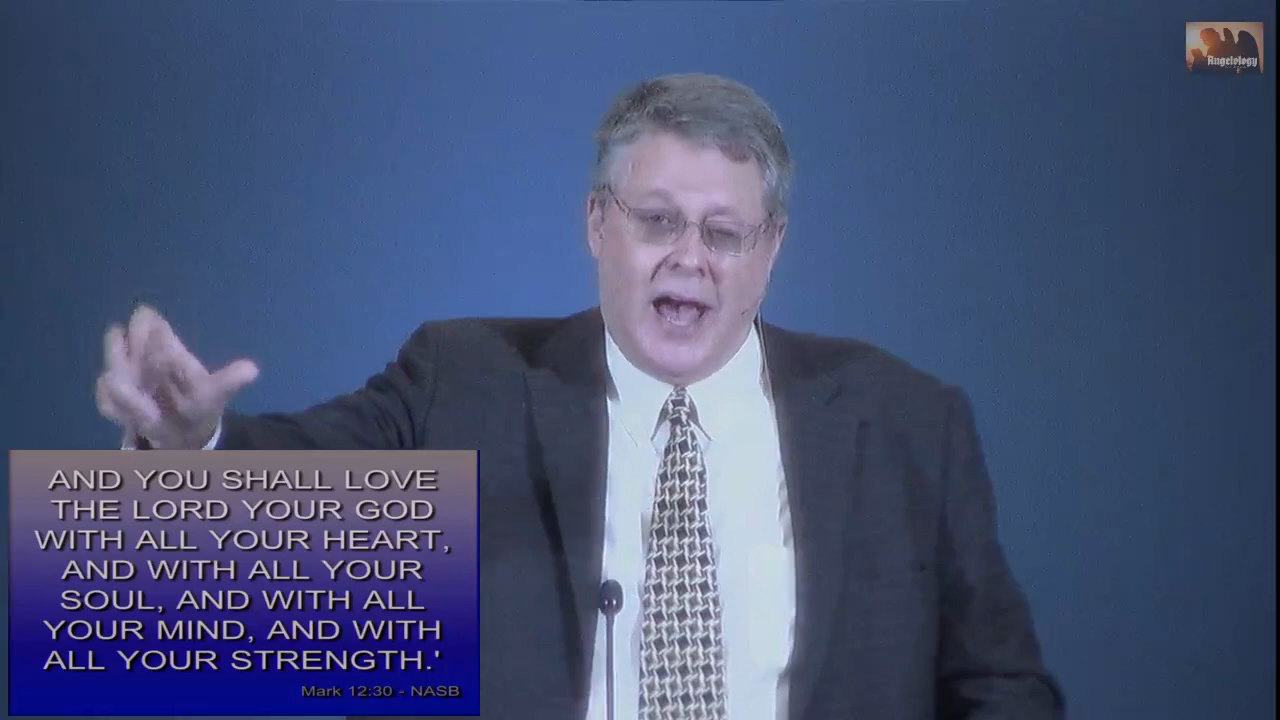 Angelology
AND YOU SHALL LOVE
THE LORD YOUR GOD
WITH ALL YOUR HEART,
AND WITH ALL YOUR
SOUL, AND WITH ALL
YOUR MIND, AND WITH
ALL YOUR STRENGTH.'
Mark 12:30 - NASB